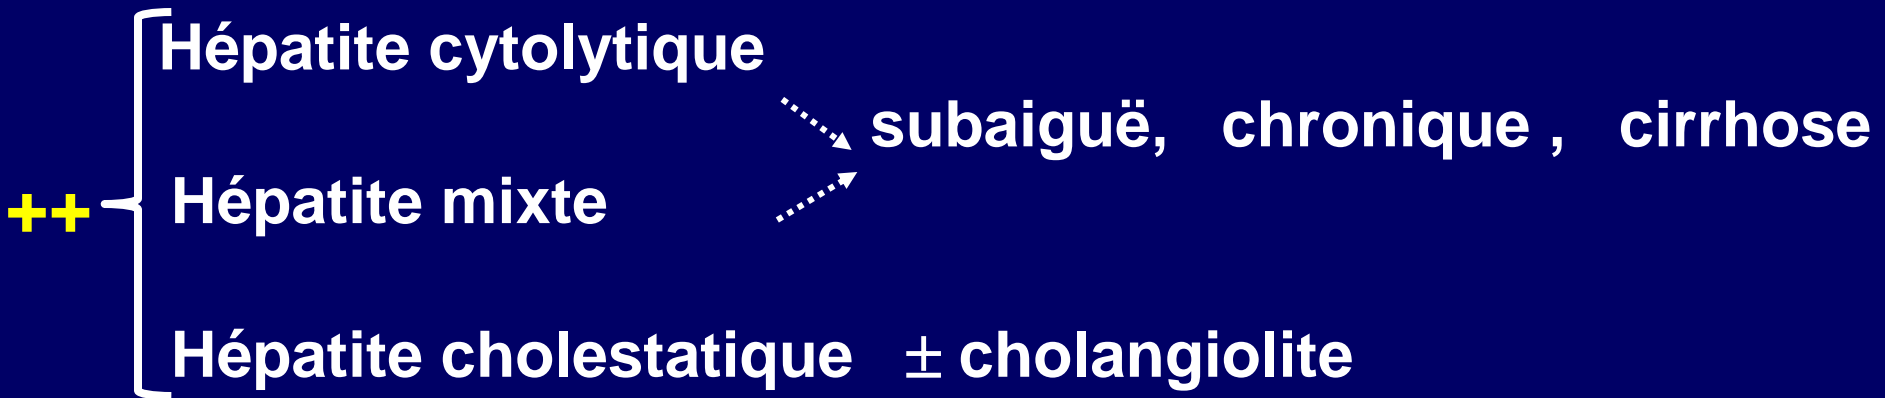 Hépatite cytolytique
subaiguë, chronique , cirrhose
++ Hépatite mixte
Hépatite cholestatique ± cholangiolite